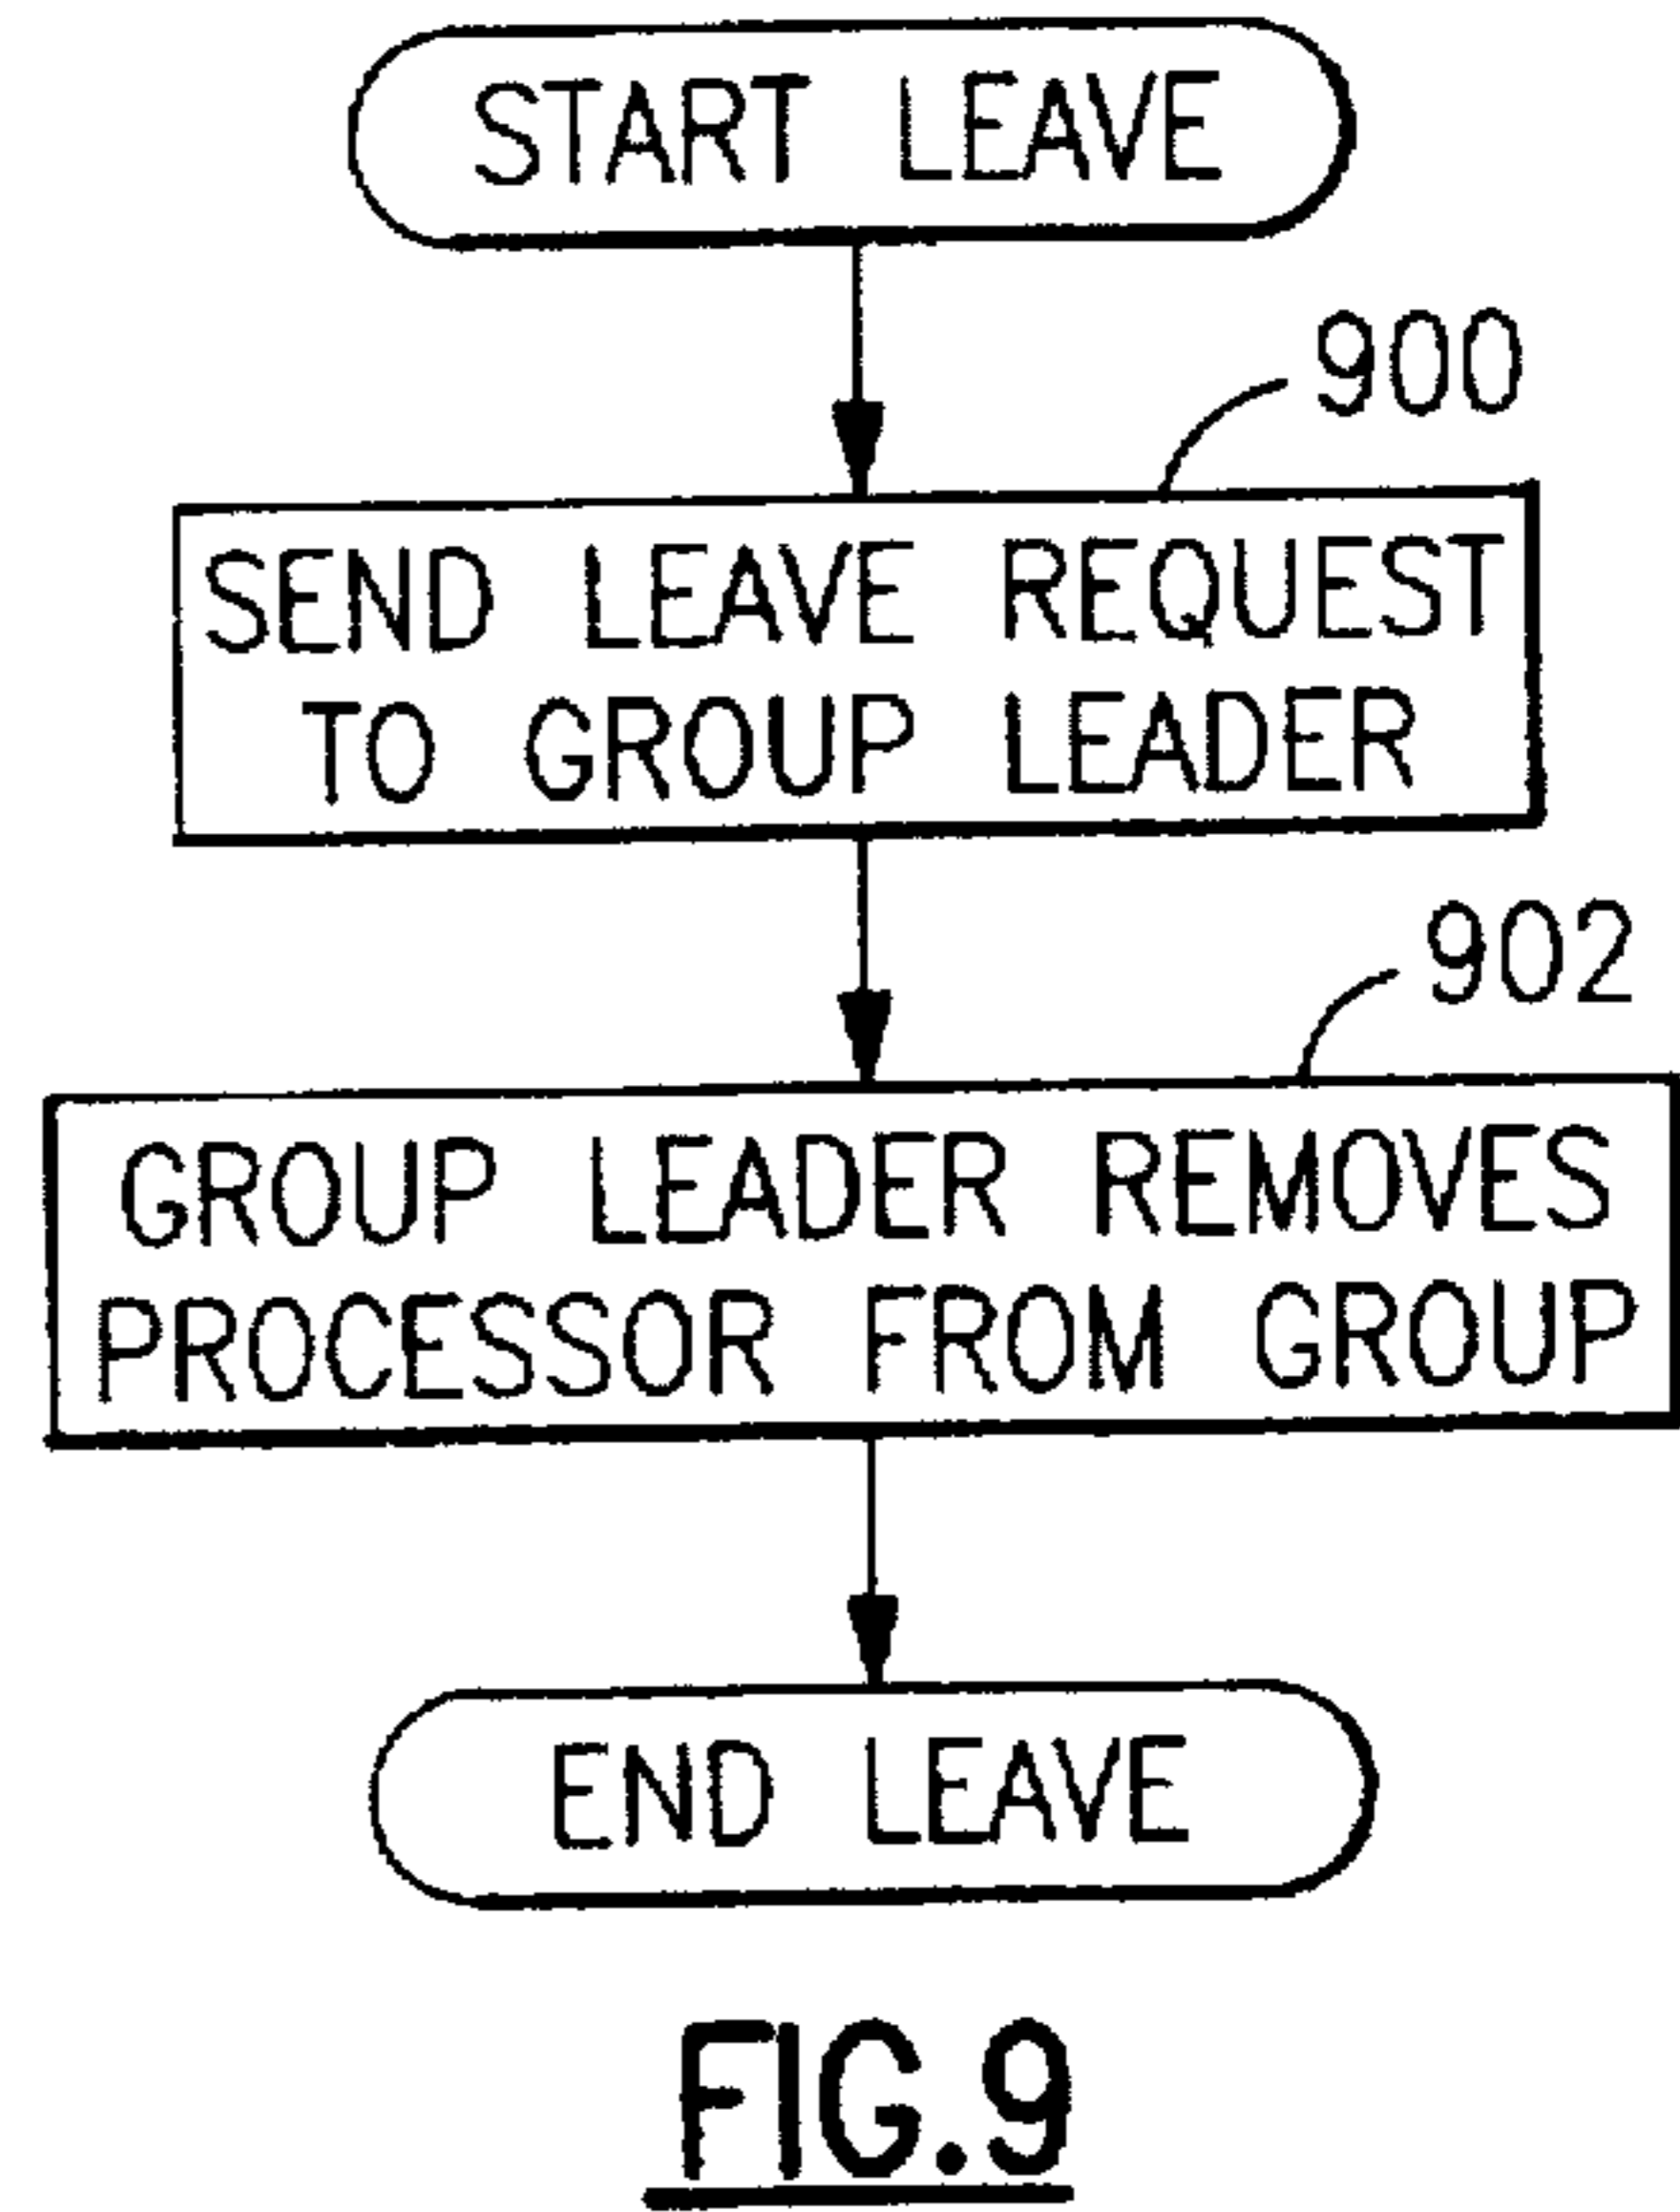 START LEAVE
900
SEND LEAVE REQUEST
TO GROUP LEADER
902
GROUP LEADER REMOVES
PROCESSOR FROM GROUP
END LEAVE
FIG.9